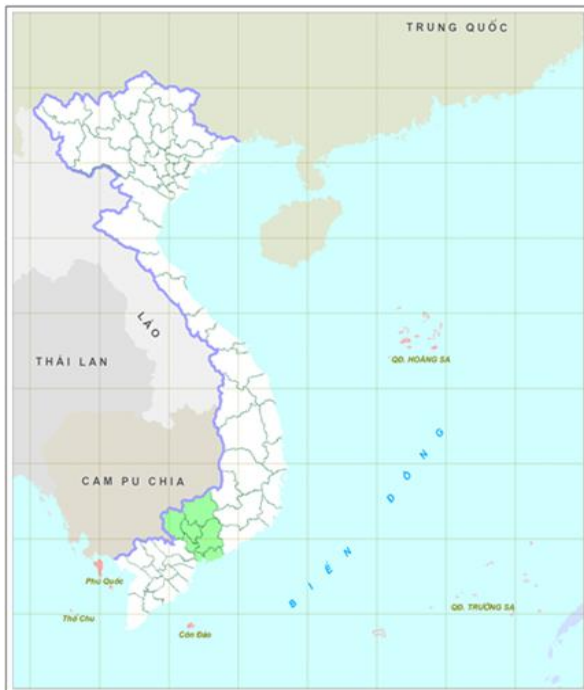 TRUNG QUỐC
QĐ. HOÀNG SA
LÀO
THÁI LAN
CAM PU CHIA
BIỂN ĐÔNG
Phú Quốc
Thổ Chu
Côn Đảo
QĐ. TRƯỜNG SA